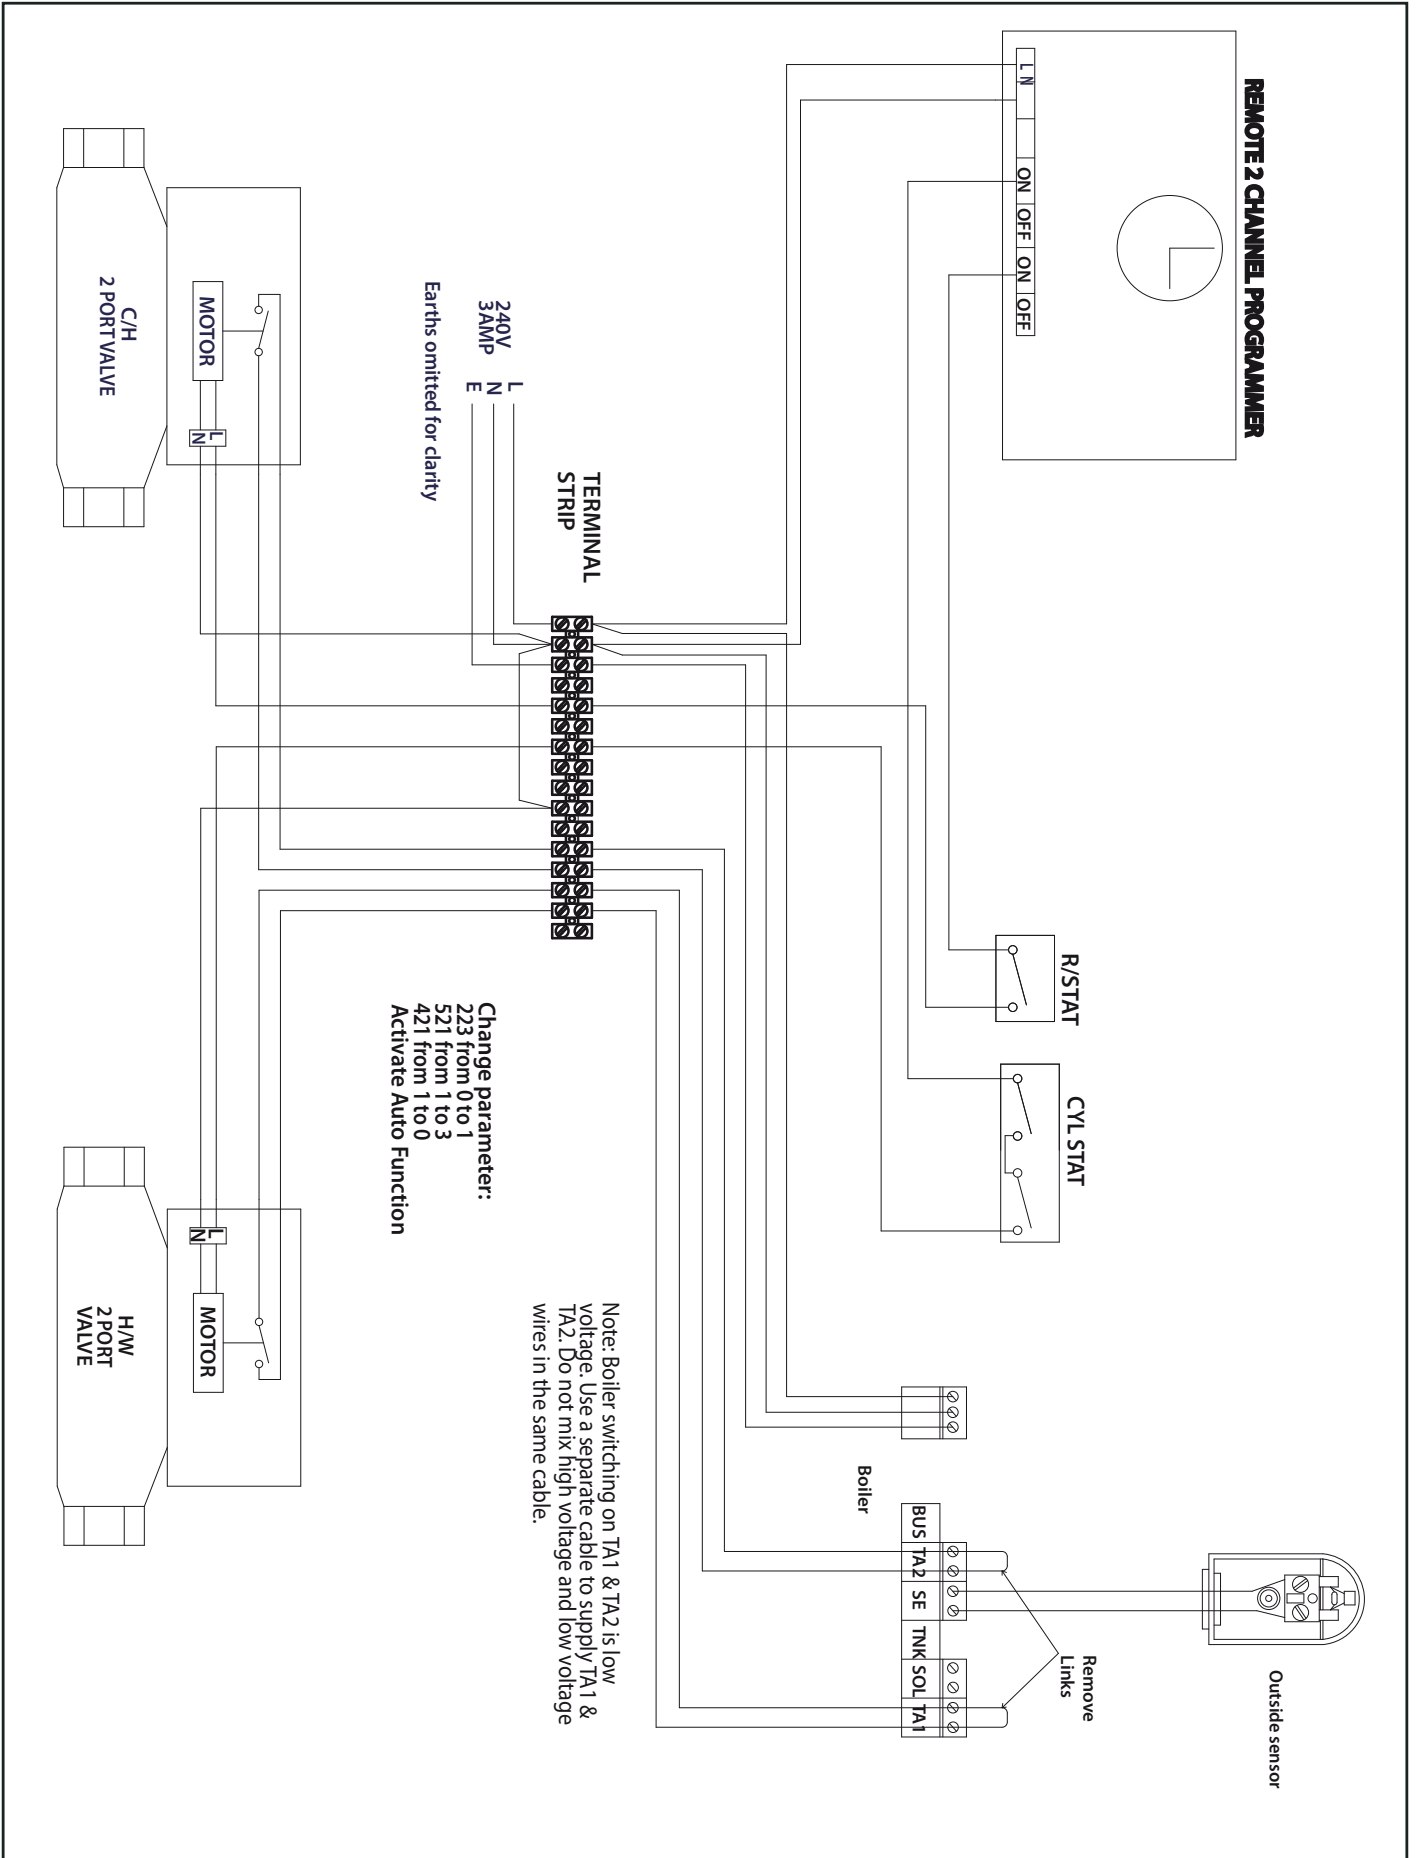 REMOTE 2 CHANNEL PROGRAMMER
L N
ON
OFF
ON
OFF
R/STAT
CYL STAT
Outside sensor
Remove
Links
Boiler
BUS
TA2
SE
TNK
SOL
TA1
TERMINAL
STRIP
240V
3AMP
L
N
E
Earths omitted for clarity
Note: Boiler switching on TA1 & TA2 is low
voltage. Use a separate cable to supply TA1 &
TA2. Do not mix high voltage and low voltage
wires in the same cable.
Change parameter:
223 from 0 to 1
521 from 1 to 3
421 from 1 to 0
Activate Auto Function
MOTOR
L
N
C/H
2 PORT VALVE
L
N
MOTOR
H/W
2 PORT
VALVE